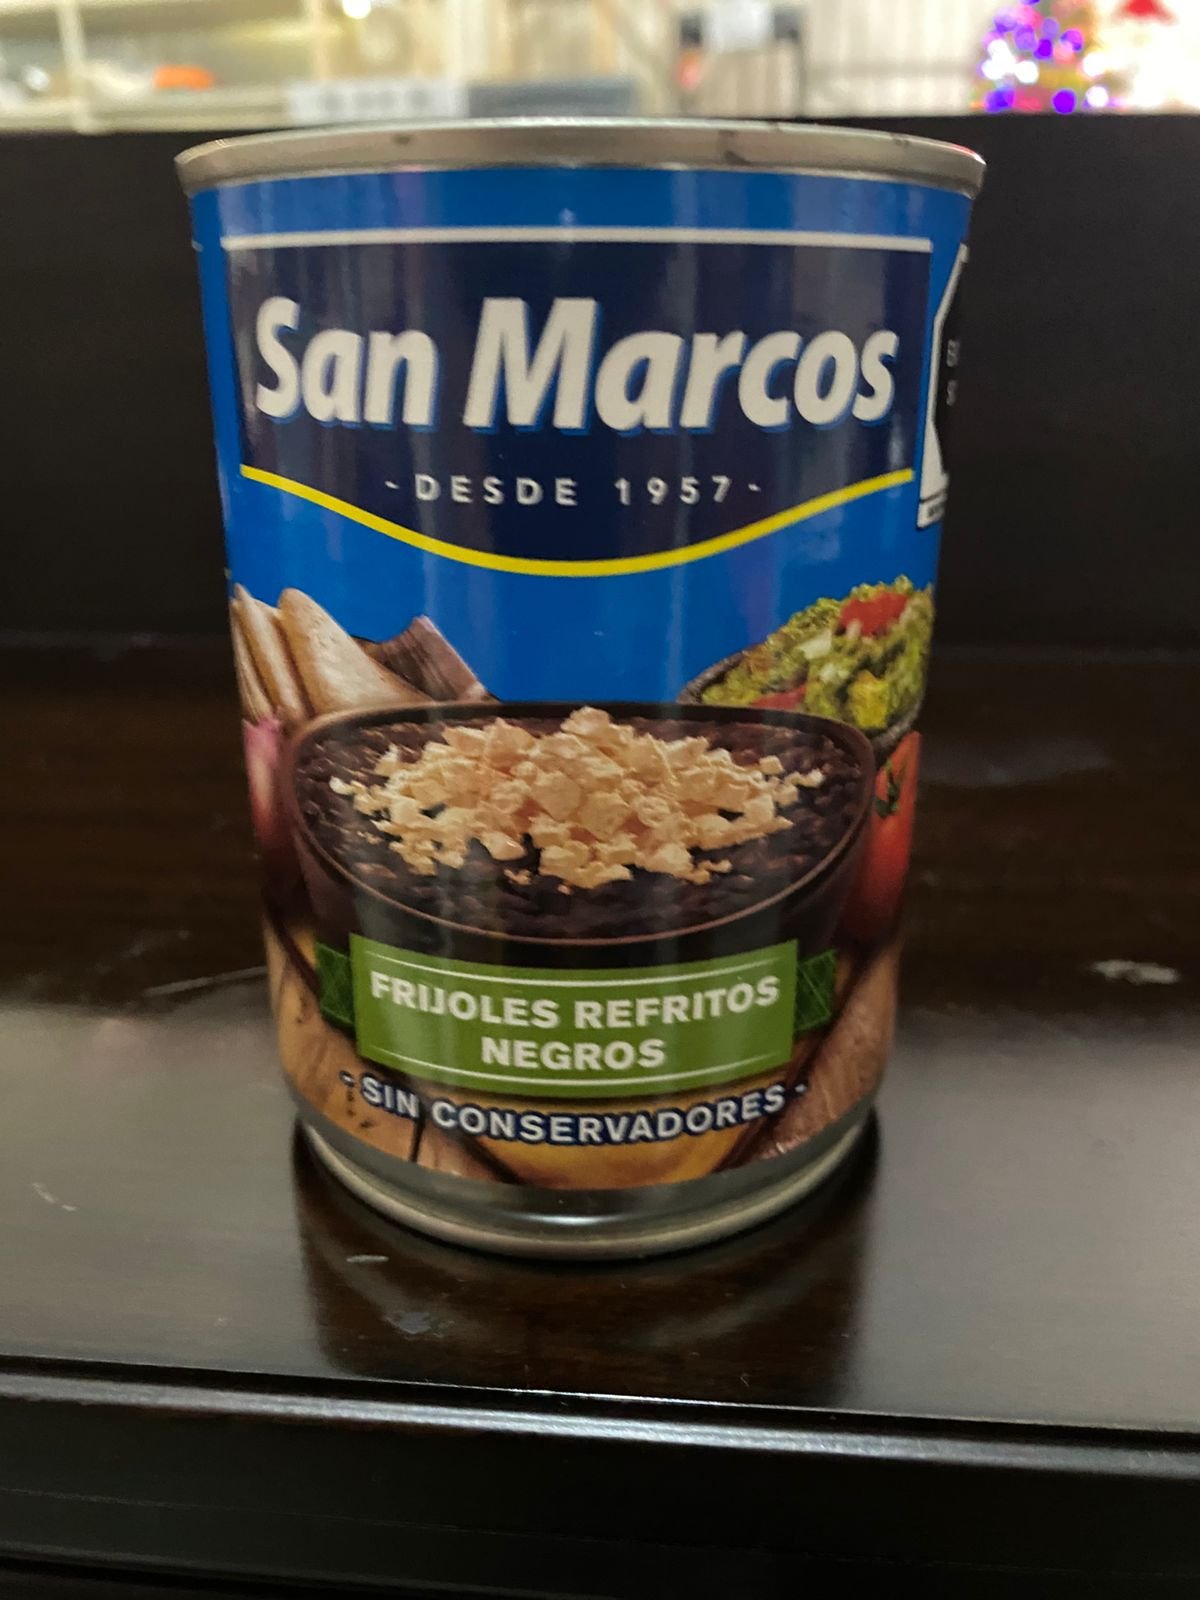 San Marcos
- DESDE 1957 -
FRIJOLES REFRITOS
NEGROS
- SIN CONSERVADORES -